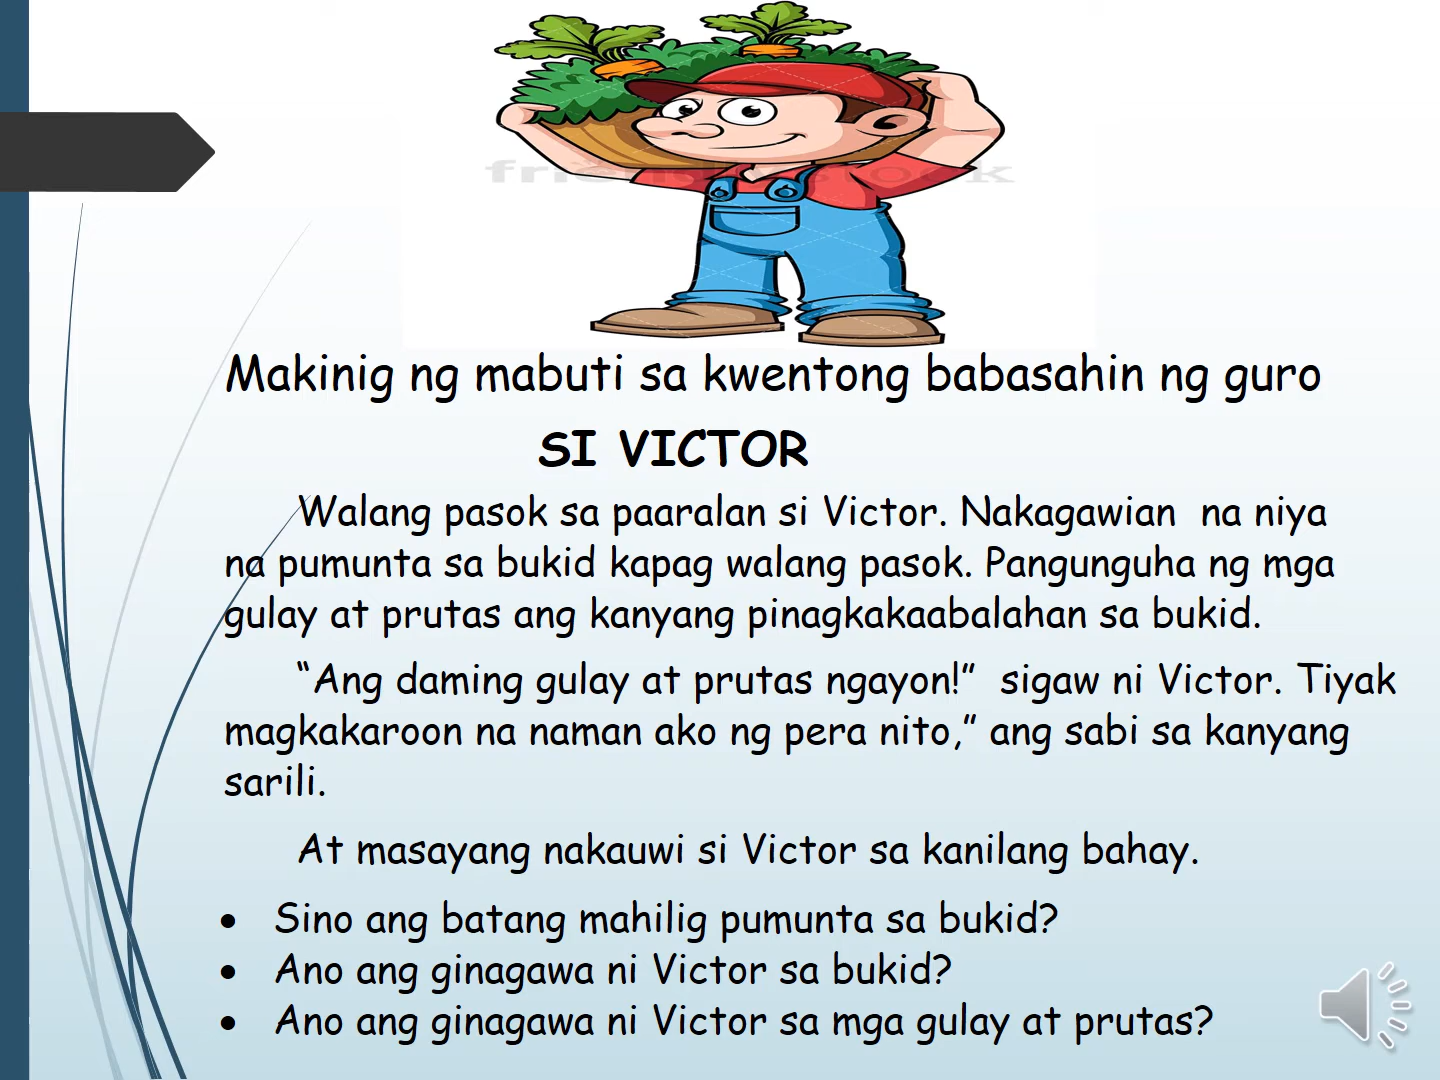 Makinig ng mabuti sa kwentong babasahin ng guro
SI VICTOR
Walang pasok sa paaralan si Victor. Nakagawian na niya
na pumunta sa bukid kapag walang pasok. Pangunguha ng mga
gulay at prutas ang kanyang pinagkakaabalahan sa bukid.
“Ang daming gulay at prutas ngayon!” sigaw ni Victor. Tiyak
magkakaroon na naman ako ng pera nito,” ang sabi sa kanyang
sarili.
At masayang nakauwi si Victor sa kanilang bahay.
• Sino ang batang mahilig pumunta sa bukid?
• Ano ang ginagawa ni Victor sa bukid?
• Ano ang ginagawa ni Victor sa mga gulay at prutas?